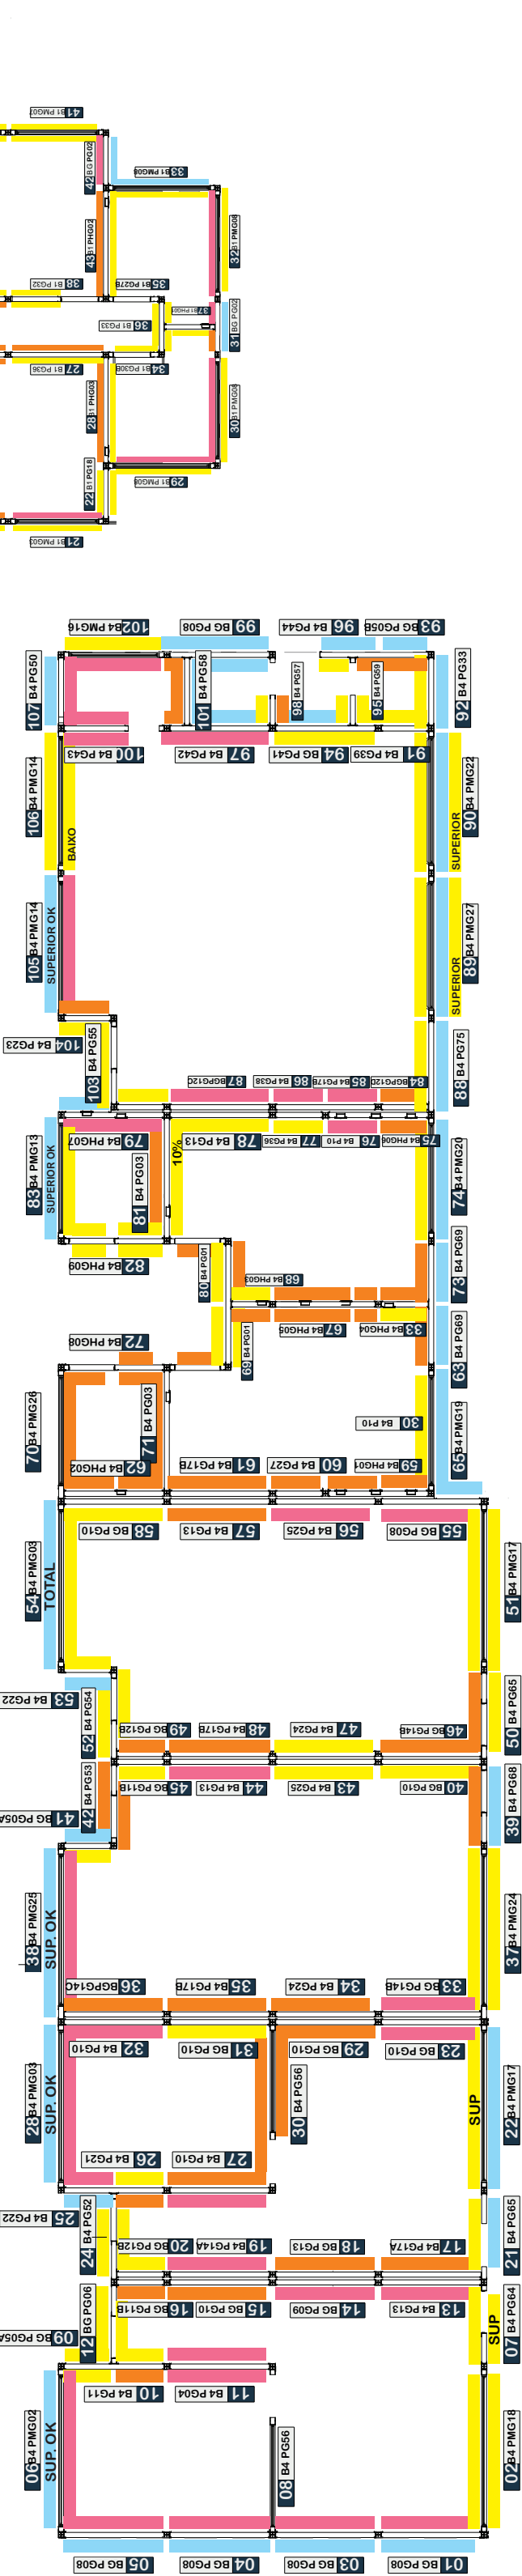 41 B1 PMG07
42 BG PG02
33 B1 PMG08
43 B1 PHG02
32 B1 PMG08
38 B1 PG32
35 B1 PG27B
37 B1 PHG01
36 B1 PG33
31 BG PG02
27 B1 PG36
34 B1 PG30B
28 B1 PHG03
30 B1 PMG08
22 B1 PG18
29 B1 PMG08
21 B1 PMG03
102 B4 PMG16
99 BG PG08
96 B4 PG44
93 BG PG05B
107 B4 PG50
101 B4 PG58
98 B4 PG57
95 B4 PG59
92 B4 PG33
100 B4 PG43
97 B4 PG42
94 BG PG41
91 B4 PG39
106 B4 PMG14
BAIXO
90 B4 PMG22
SUPERIOR
105 B4 PMG14
SUPERIOR OK
89 B4 PMG27
SUPERIOR
104 B4 PG23
103 B4 PG55
88 B4 PG75
87 BGPG12C
86 B4 PG38
85 B4 PG17B
84 BGPG12D
83 B4 PMG13
SUPERIOR OK
79 B4 PHG07
78 B4 PG13
77 B4 PG36
76 B4 P10
75 B4 PHG06
10%
81 B4 PG03
74 B4 PMG20
82 B4 PHG09
80 B4 PG01
68 B4 PHG03
73 B4 PG69
72 B4 PHG08
69 B4 PG01
67 B4 PHG05
33 B4 PHG04
63 B4 PG69
70 B4 PMG26
71 B4 PG03
30 B4 P10
65 B4 PMG19
62 B4 PHG02
61 B4 PG17B
60 B4 PG27
59 B4 PHG01
54 B4 PMG03
TOTAL
58 BG PG10
57 B4 PG13
56 B4 PG25
55 BG PG08
51 B4 PMG17
53 B4 PG22
52 B4 PG54
50 B4 PG65
49 BG PG12B
48 B4 PG17B
47 B4 PG24
46 BG PG14B
42 B4 PG53
45 BG PG11B
44 B4 PG13
43 B4 PG25
40 BG PG10
39 B4 PG68
41 BG PG05A
38 B4 PMG25
SUP. OK
37 B4 PMG24
36 BGPG14C
35 B4 PG17B
34 B4 PG24
33 BG PG14B
28 B4 PMG03
SUP. OK
32 B4 PG10
31 BG PG10
29 BG PG10
23 BG PG10
30 B4 PG56
22 B4 PMG17
SUP
26 B4 PG21
27 B4 PG10
25 B4 PG22
24 B4 PG52
21 B4 PG65
20 BG PG12B
19 B4 PG14A
18 BG PG13
17 B4 PG17A
12 BG PG06
16 BG PG11B
15 BG PG10
14 BG PG09
13 B4 PG13
07 B4 PG64
SUP
09 BG PG05A
10 B4 PG11
11 B4 PG04
06 B4 PMG02
SUP. OK
08 B4 PG56
02 B4 PMG18
05 BG PG08
04 BG PG08
03 BG PG08
01 BG PG08